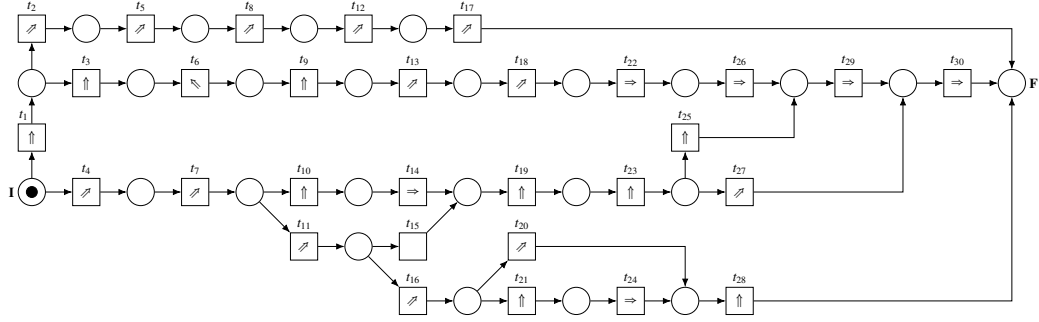 t2 t5 t8 t12 t17
⇗ ⇗ ⇗ ⇗ ⇗
t3 t6 t9 t13 t18 t22 t26 t29 t30
⇑ ⇖ ⇑ ⇗ ⇗ ⇒ ⇒ ⇒ ⇒ F
t1 t25
⇑ ⇑
t4 t7 t10 t14 t19 t23 t27
I ⇗ ⇗ ⇑ ⇒ ⇑ ⇑ ⇗
t11 t15 t20
⇗ ⇗
t16 t21 t24 t28
⇗ ⇑ ⇒ ⇑